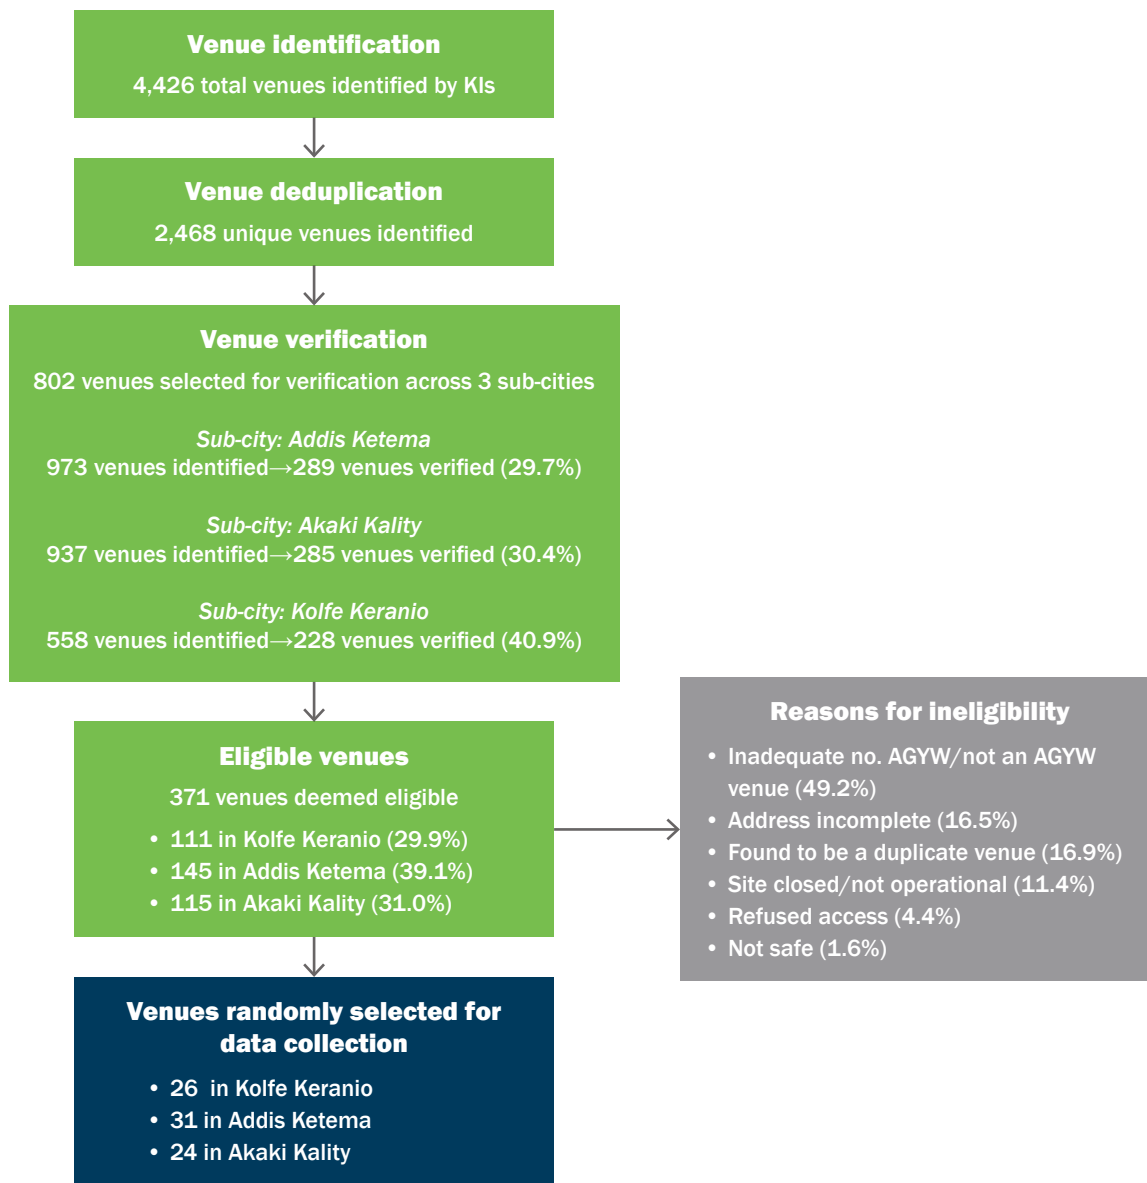 Venue identification
4,426 total venues identified by KIs
Venue deduplication
2,468 unique venues identified
Venue verification
802 venues selected for verification across 3 sub-cities
Sub-city: Addis Ketema
973 venues identified→289 venues verified (29.7%)
Sub-city: Akaki Kality
937 venues identified→285 venues verified (30.4%)
Sub-city: Kolfe Keranio
558 venues identified→228 venues verified (40.9%)
Eligible venues
371 venues deemed eligible
• 111 in Kolfe Keranio (29.9%)
• 145 in Addis Ketema (39.1%)
• 115 in Akaki Kality (31.0%)
Reasons for ineligibility
• Inadequate no. AGYW/not an AGYW
venue (49.2%)
• Address incomplete (16.5%)
• Found to be a duplicate venue (16.9%)
• Site closed/not operational (11.4%)
• Refused access (4.4%)
• Not safe (1.6%)
Venues randomly selected for
data collection
• 26 in Kolfe Keranio
• 31 in Addis Ketema
• 24 in Akaki Kality